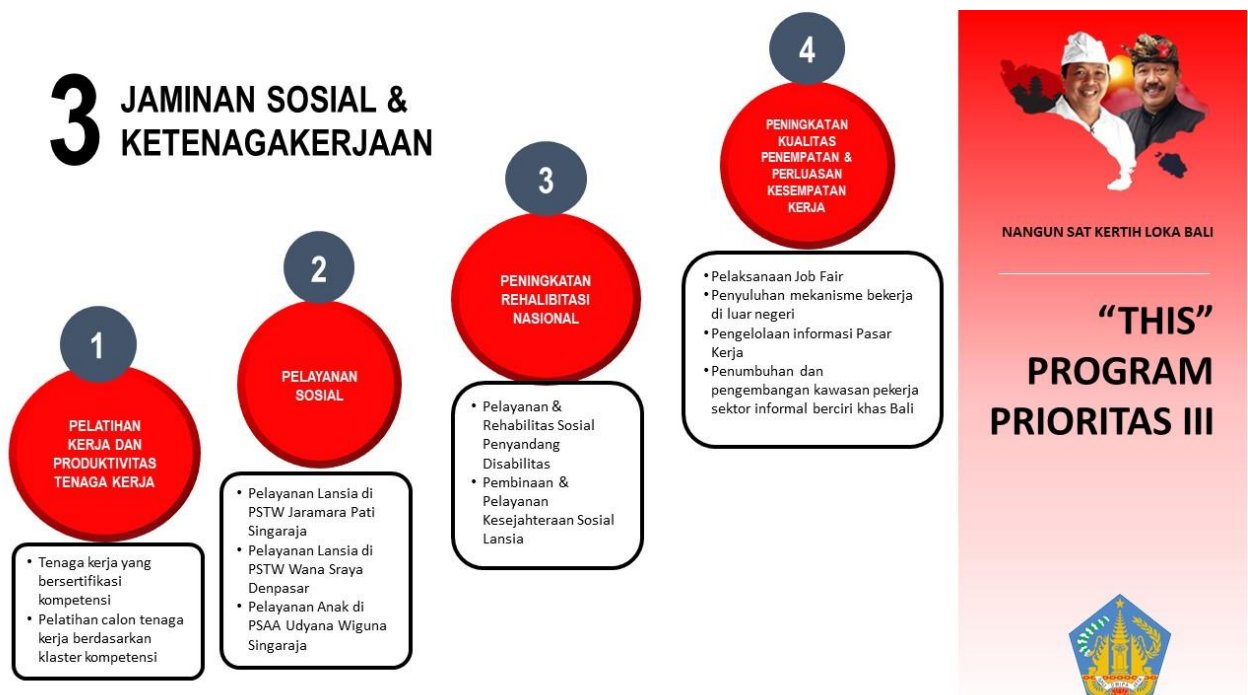 3
JAMINAN SOSIAL &
KETENAGAKERJAAN
1
PELATIHAN
KERJA DAN
PRODUKTIVITAS
TENAGA KERJA
• Tenaga kerja yang
bersertifikasi
kompetensi
• Pelatihan calon tenaga
kerja berdasarkan
klaster kompetensi
2
PELAYANAN
SOSIAL
• Pelayanan Lansia di
PSTW Jaramara Pati
Singaraja
• Pelayanan Lansia di
PSTW Wana Sraya
Denpasar
• Pelayanan Anak di
PSAA Udyana Wiguna
Singaraja
3
PENINGKATAN
REHALIBITASI
NASIONAL
• Pelayanan &
Rehabilitas Sosial
Penyandang
Disabilitas
• Pembinaan &
Pelayanan
Kesejahteraan Sosial
Lansia
4
PENINGKATAN
KUALITAS
PENEMPATAN &
PERLUASAN
KESEMPATAN
KERJA
• Pelaksanaan Job Fair
• Penyuluhan mekanisme bekerja
di luar negeri
• Pengelolaan informasi Pasar
Kerja
• Penumbuhan dan
pengembangan kawasan pekerja
sektor informal berciri khas Bali
NANGUN SAT KERTIH LOKA BALI
“THIS”
PROGRAM
PRIORITAS III